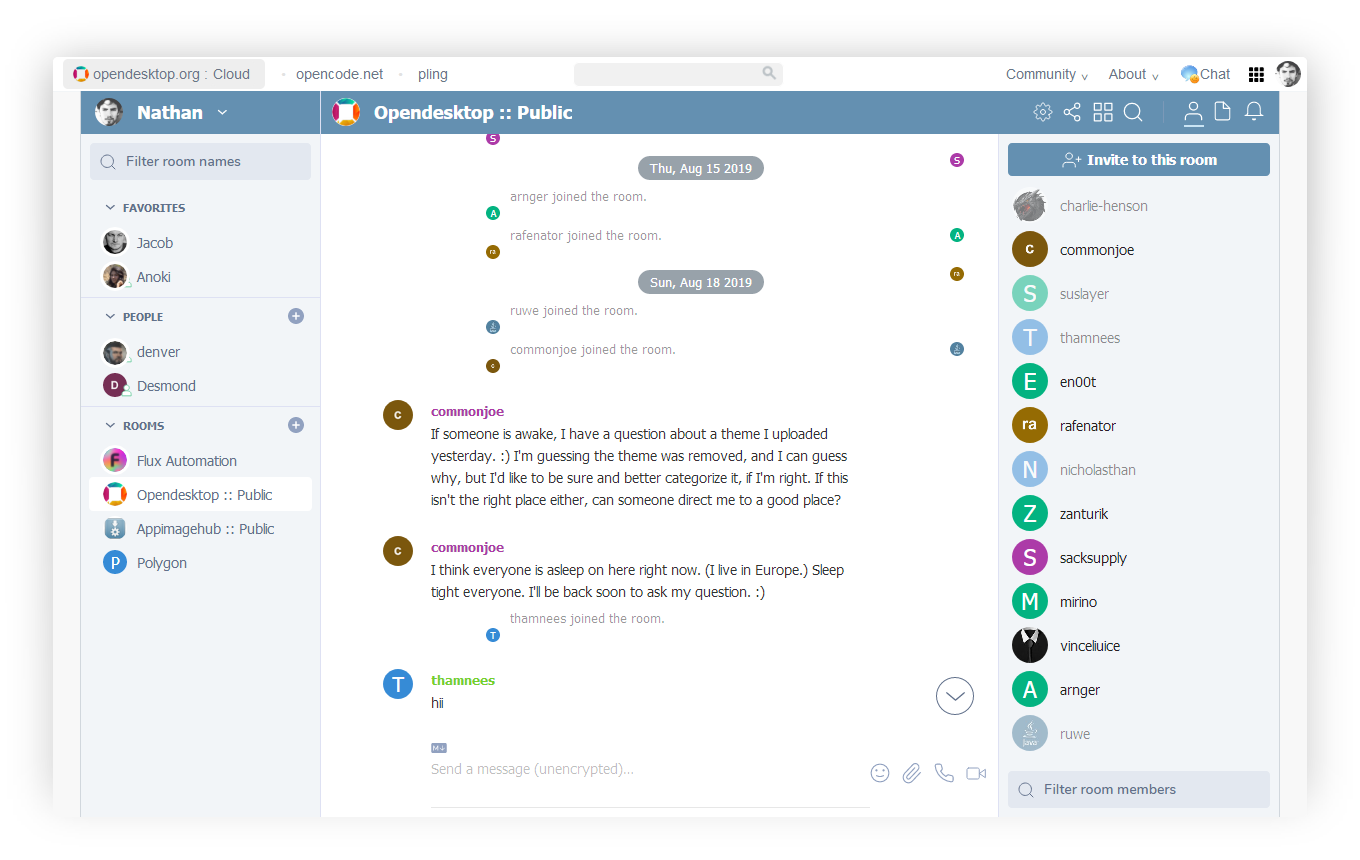 opendesktop.org : Cloud
opencode.net
pling
Community
About
Chat
Nathan
Opendesktop :: Public
Filter room names
FAVORITES
Jacob
Anoki
PEOPLE
denver
D
Desmond
ROOMS
F
Flux Automation
Opendesktop :: Public
Appimagehub :: Public
P
Polygon
S
Thu, Aug 15 2019
S
arnger joined the room.
A
rafenator joined the room.
A
ra
Sun, Aug 18 2019
ra
ruwe joined the room.
commonjoe joined the room.
c
c
commonjoe
If someone is awake, I have a question about a theme I uploaded
yesterday. :) I'm guessing the theme was removed, and I can guess
why, but I'd like to be sure and better categorize it, if I'm right. If this
isn't the right place either, can someone direct me to a good place?
c
commonjoe
I think everyone is asleep on here right now. (I live in Europe.) Sleep
tight everyone. I'll be back soon to ask my question. :)
thamnees joined the room.
T
T
thamnees
hii
M↓
Send a message (unencrypted)...
Invite to this room
charlie-henson
c
commonjoe
S
suslayer
T
thamnees
E
en00t
ra
rafenator
N
nicholasthan
Z
zanturik
S
sacksupply
M
mirino
vinceliuice
A
arnger
java
ruwe
Filter room members